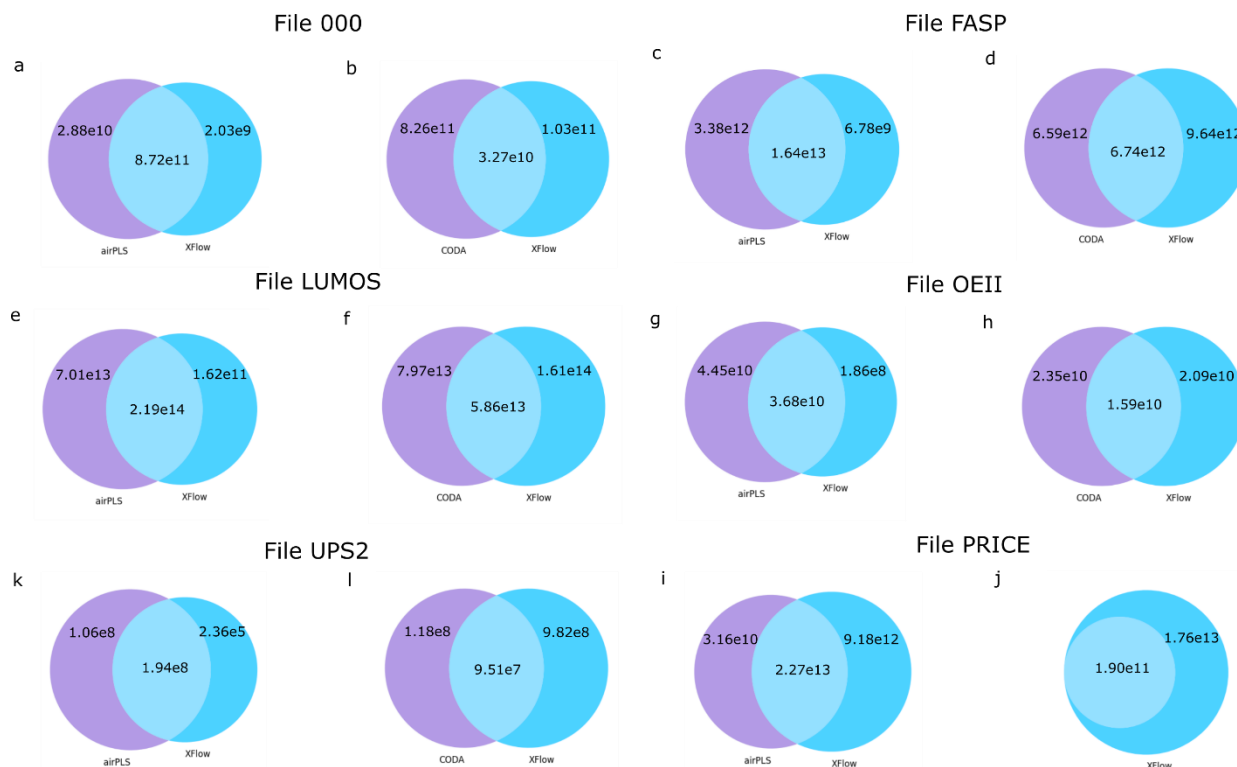 File 000
a
2.88e10
2.03e9
8.72e11
airPLS
XFlow
b
8.26e11
1.03e11
3.27e10
CODA
XFlow
File FASP
c
3.38e12
6.78e9
1.64e13
airPLS
XFlow
d
6.59e12
9.64e12
6.74e12
CODA
XFlow
File LUMOS
e
7.01e13
1.62e11
2.19e14
airPLS
XFlow
f
7.97e13
1.61e14
5.86e13
CODA
XFlow
File OEII
g
4.45e10
1.86e8
3.68e10
airPLS
XFlow
h
2.35e10
2.09e10
1.59e10
CODA
XFlow
File UPS2
k
1.06e8
2.36e5
1.94e8
airPLS
XFlow
l
1.18e8
9.82e8
9.51e7
CODA
XFlow
File PRICE
i
3.16e10
9.18e12
2.27e13
airPLS
XFlow
j
1.76e13
1.90e11
XFlow